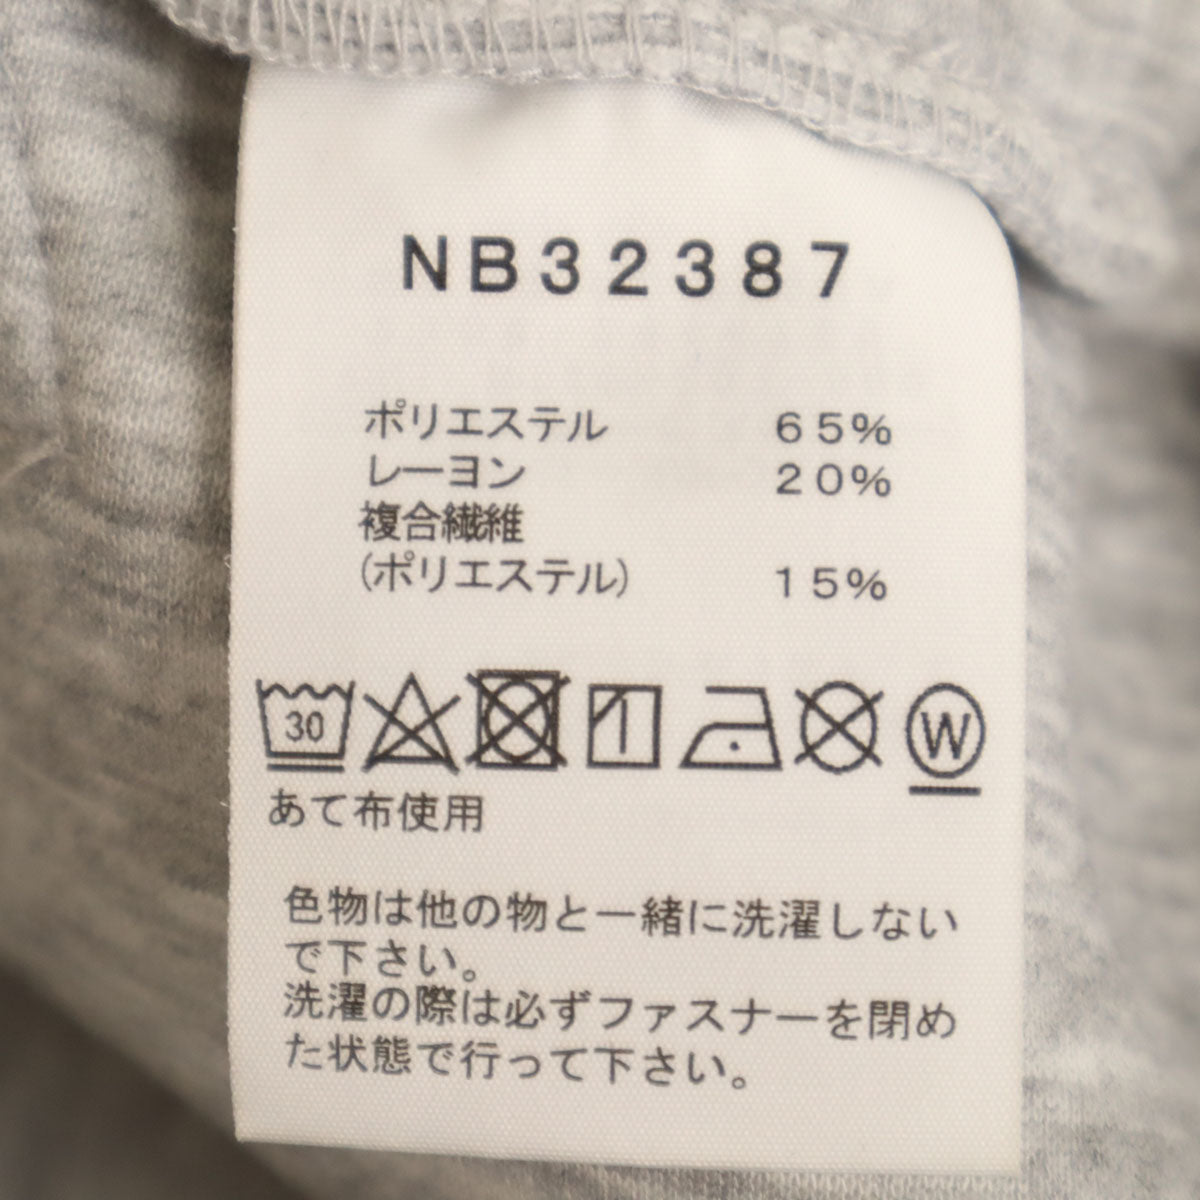 NB32387
ポリエステル 65%
レーヨン 20%
複合繊維
(ポリエステル) 15%
30 W
あて布使用
色物は他の物と一緒に洗濯しない
で下さい。
洗濯の際は必ずファスナーを閉め
た状態で行って下さい。